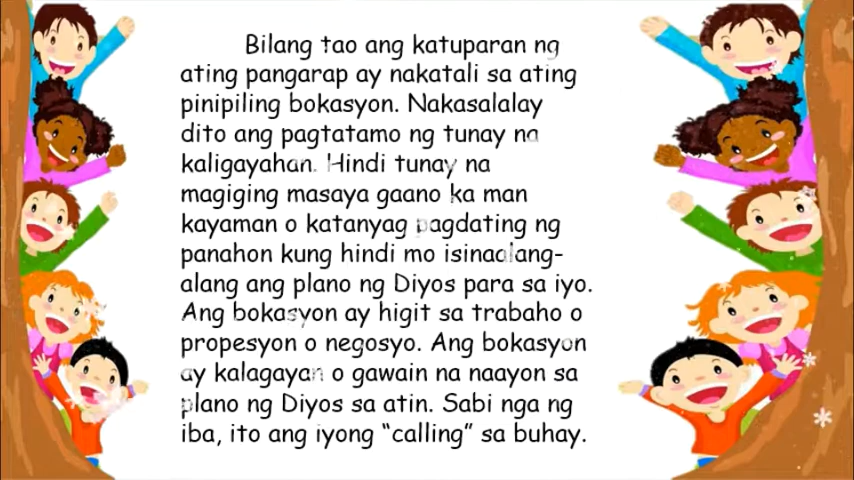 Bilang tao ang katuparan ng
ating pangarap ay nakatali sa ating
pinipiling bokasyon. Nakasalalay
dito ang pagtatamo ng tunay na
kaligayahan. Hindi tunay na
magiging masaya gaano ka man
kayaman o katanyag pagdating ng
panahon kung hindi mo isinaalang-
alang ang plano ng Diyos para sa iyo.
Ang bokasyon ay higit sa trabaho o
propesyon o negosyo. Ang bokasyon
ay kalagayan o gawain na naayon sa
plano ng Diyos sa atin. Sabi nga ng
iba, ito ang iyong “calling” sa buhay.